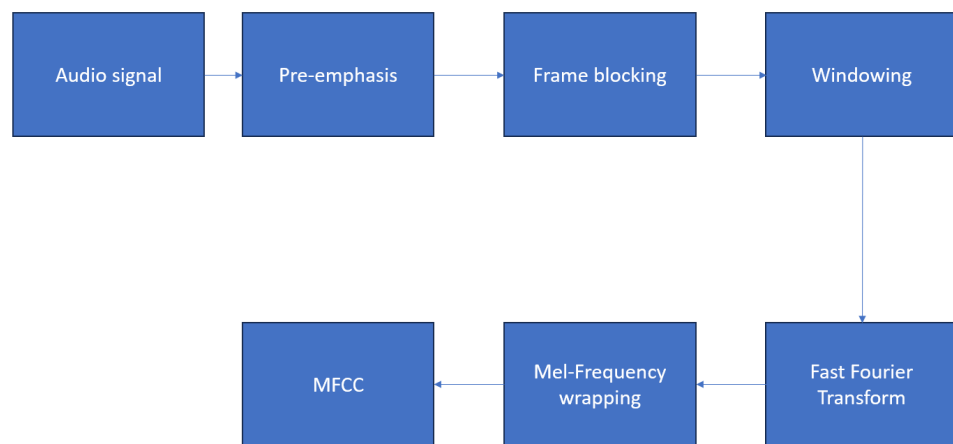 Audio signal
Pre-emphasis
Frame blocking
Windowing
Fast Fourier
Transform
Mel-Frequency
wrapping
MFCC